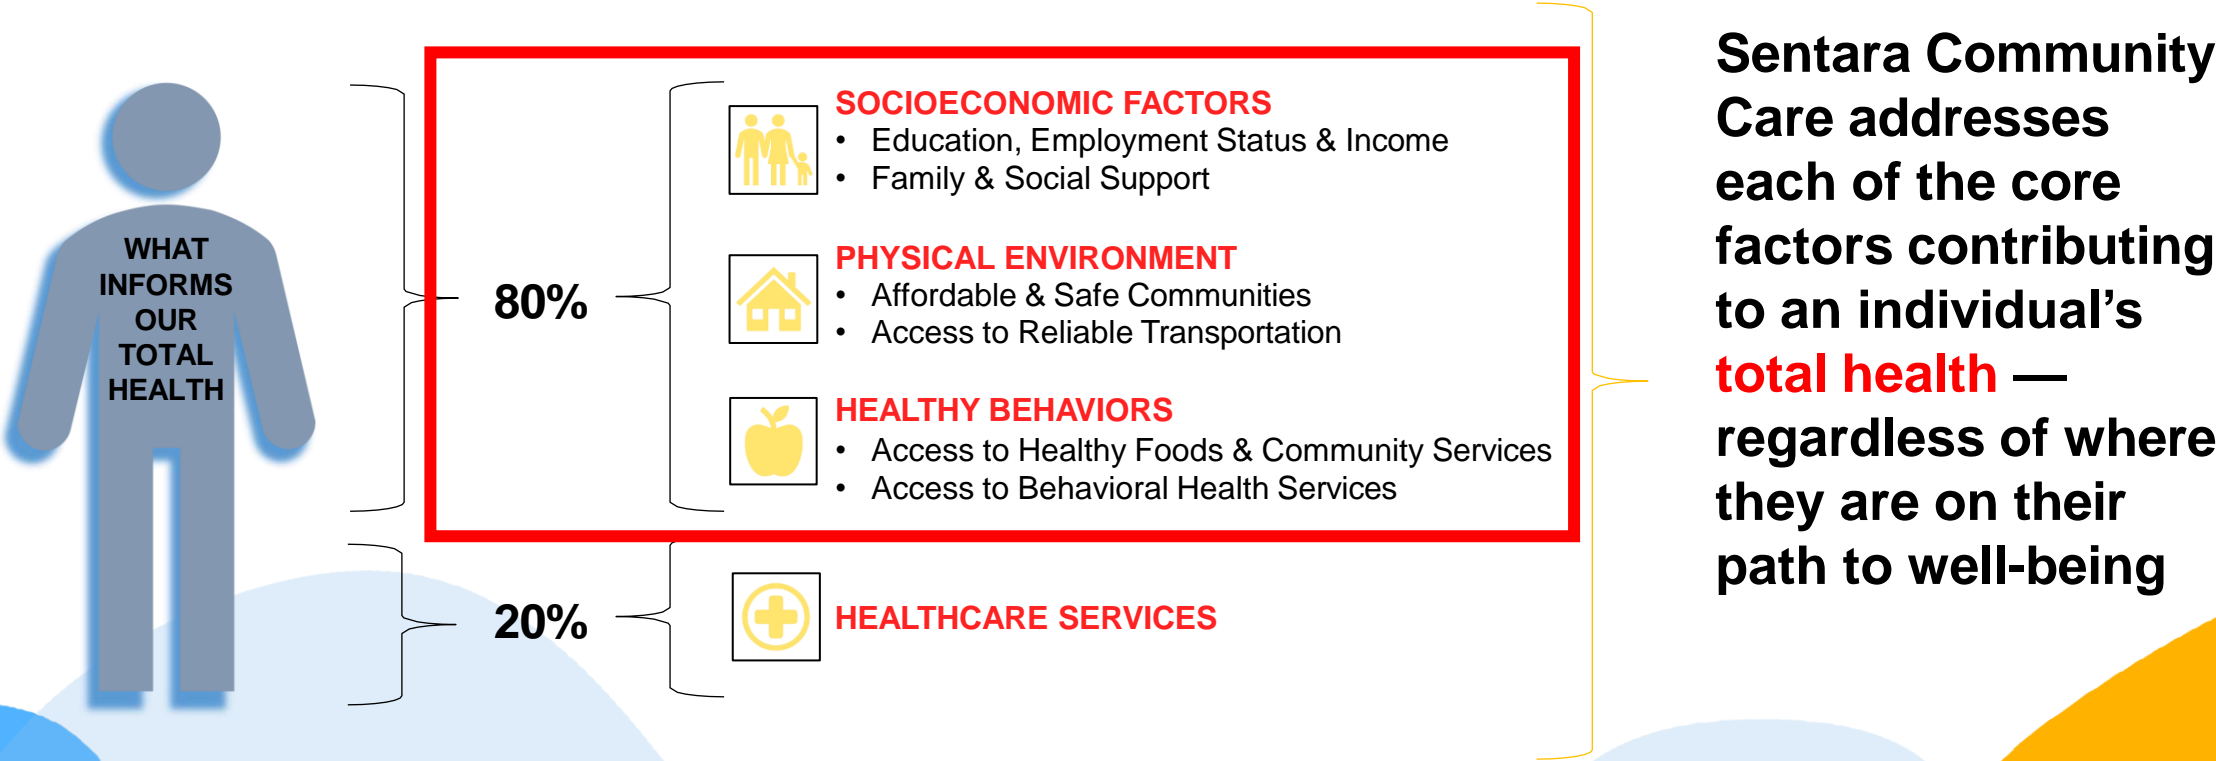 WHAT
INFORMS
OUR
TOTAL
HEALTH
80%
SOCIOECONOMIC FACTORS
• Education, Employment Status & Income
• Family & Social Support
PHYSICAL ENVIRONMENT
• Affordable & Safe Communities
• Access to Reliable Transportation
HEALTHY BEHAVIORS
• Access to Healthy Foods & Community Services
• Access to Behavioral Health Services
20%
HEALTHCARE SERVICES
Sentara Community
Care addresses
each of the core
factors contributing
to an individual’s
total health —
regardless of where
they are on their
path to well-being